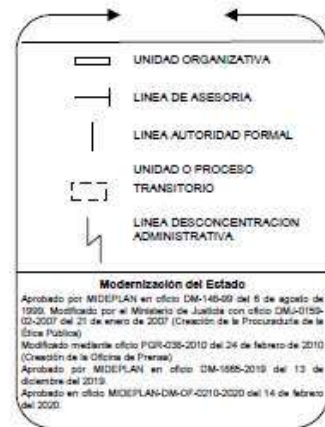 UNIDAD ORGANIZATIVA
LINEA DE ASESORIA
LINEA AUTORIDAD FORMAL
UNIDAD O PROCESO
TRANSITORIO
LINEA DESCONCENTRACION
ADMINISTRATIVA
Modernización del Estado
Aprobado por MIDEPLAN en oficio DM-146-99 del 6 de agosto de
1999. Modificado por el Ministerio de Justicia con oficio DMJ-0159-
02-2007 del 21 de enero de 2007 (Creación de la Procuraduría de la
Ética Pública)
Modificado mediante oficio PGR-036-2010 del 24 de febrero de 2010
(Creación de la Oficina de Prensa)
Aprobado por MIDEPLAN en oficio DM-1665-2019 del 13 de
diciembre del 2019.
Aprobado en oficio MIDEPLAN-DM-OF-0210-2020 del 14 de febrero
del 2020.